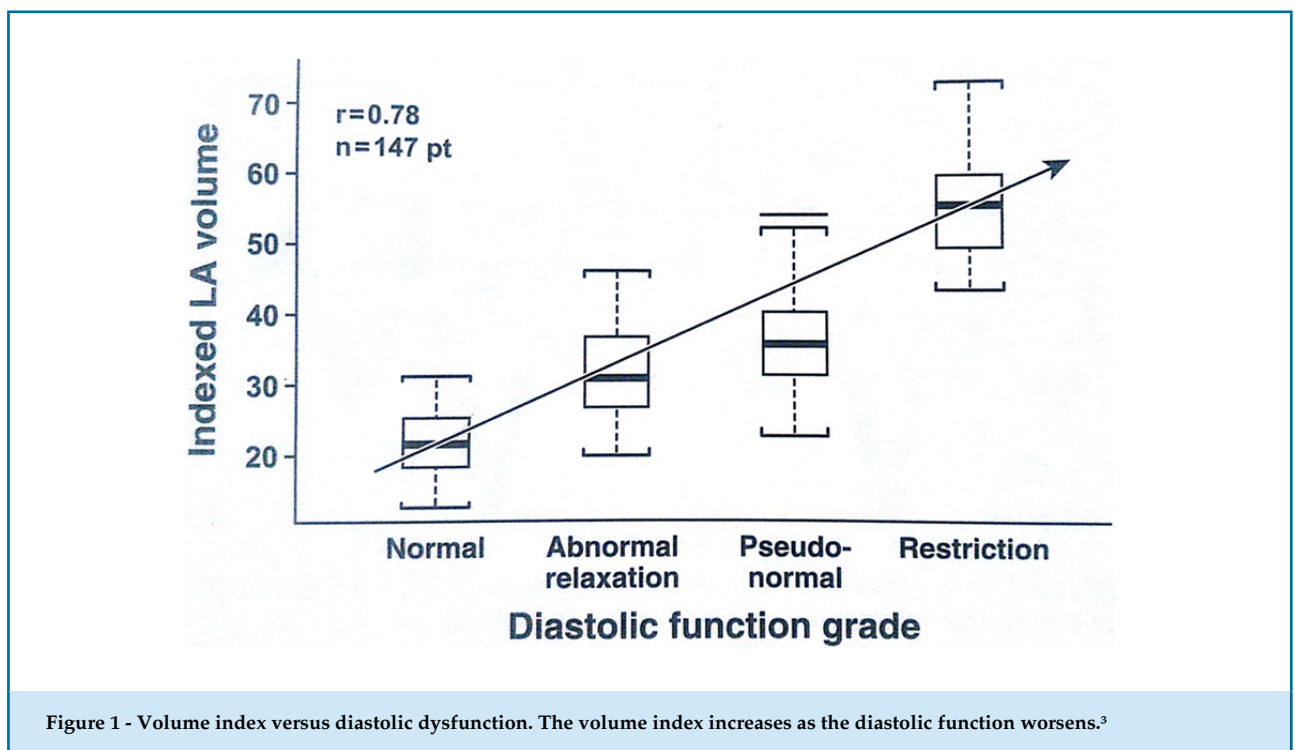 70
60
50
40
30
20
Indexed LA volume
r=0.78
n=147 pt
Normal
Abnormal
relaxation
Pseudo-
normal
Restriction
Diastolic function grade
Figure 1 - Volume index versus diastolic dysfunction. The volume index increases as the diastolic function worsens.³